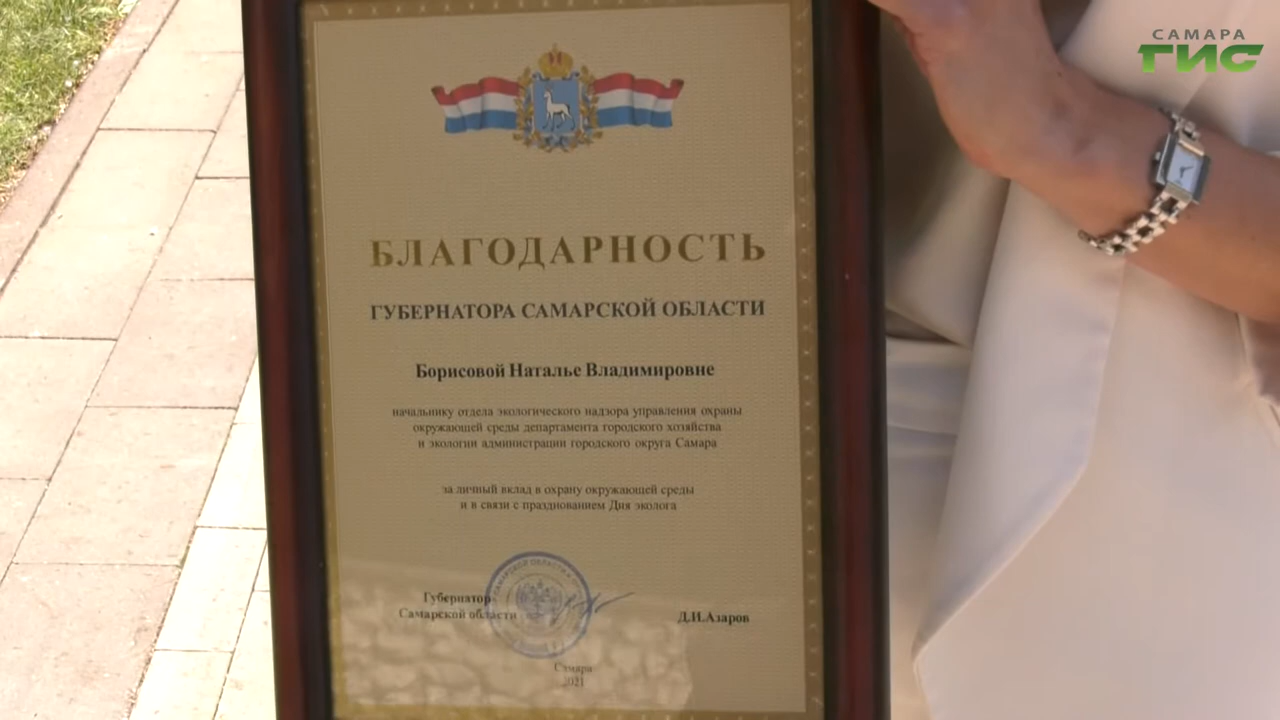 САМАРА
ГИС
БЛАГОДАРНОСТЬ
ГУБЕРНАТОРА САМАРСКОЙ ОБЛАСТИ
Борисовой Наталье Владимировне
начальнику отдела экологического надзора управления охраны
окружающей среды департамента городского хозяйства
и экологии администрации городского округа Самара
за личный вклад в охрану окружающей среды
и в связи с празднованием Дня эколога
Губернатор
Самарской области
Д.И.Азаров
САМАРСКОЙ ОБЛАСТИ
Самара
2021